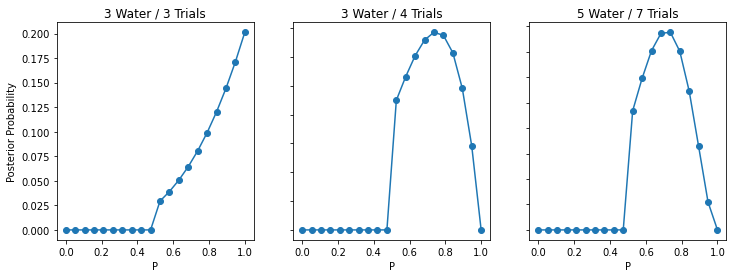 3 Water / 3 Trials
3 Water / 4 Trials
5 Water / 7 Trials
Posterior Probability
0.200
0.175
0.150
0.125
0.100
0.075
0.050
0.025
0.000
0.0 0.2 0.4 0.6 0.8 1.0
0.0 0.2 0.4 0.6 0.8 1.0
0.0 0.2 0.4 0.6 0.8 1.0
P
P
P